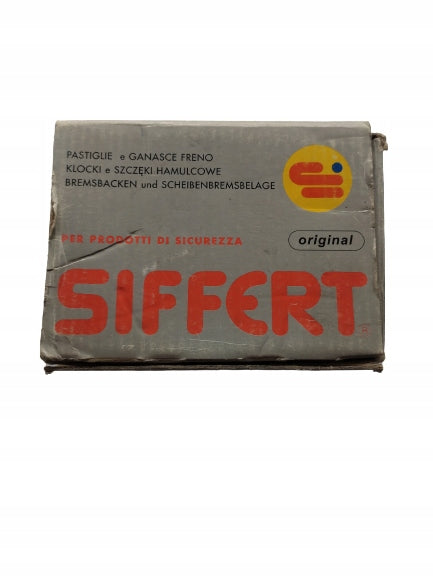 PASTIGLIE e GANASCE FRENO
KLOCKI e SZCZĘKI HAMULCOWE
BREMSBACKEN und SCHEIBENBREMSBELAGE
PER PRODOTTI DI SICUREZZA
original
SIFFERT®